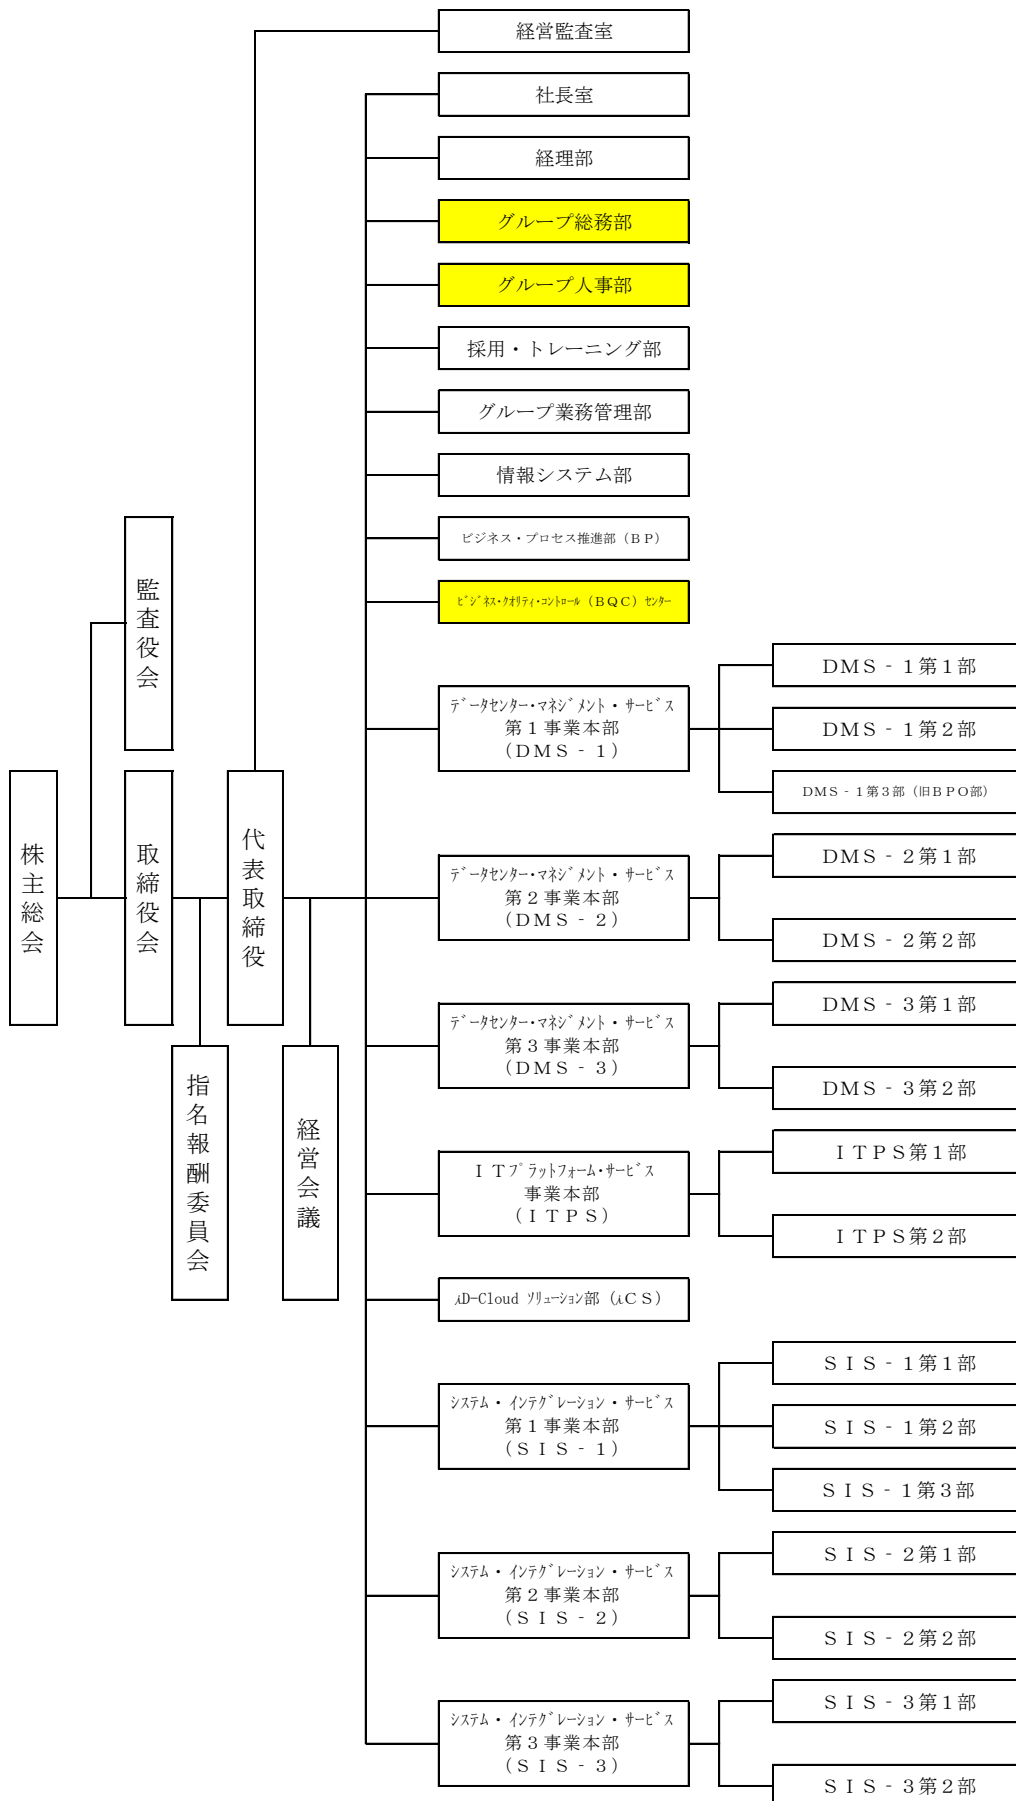 経営監査室
社長室
経理部
グループ総務部
グループ人事部
採用・トレーニング部
グループ業務管理部
情報システム部
ビジネス・プロセス推進部（ＢＰ）
ﾋﾞｼﾞﾈｽ･ｸｵﾘﾃｨ･ｺﾝﾄﾛｰﾙ（ＢＱＣ）ｾﾝﾀｰ
監査役会
株主総会
取締役会
代表取締役
指名報酬委員会
経営会議
ﾃﾞｰﾀｾﾝﾀｰ･ﾏﾈｼﾞﾒﾝﾄ・ｻｰﾋﾞｽ
第１事業本部
（ＤＭＳ‐１）
ＤＭＳ‐１第１部
ＤＭＳ‐１第２部
ＤＭＳ‐１第３部（旧ＢＰＯ部）
ﾃﾞｰﾀｾﾝﾀｰ･ﾏﾈｼﾞﾒﾝﾄ・ｻｰﾋﾞｽ
第２事業本部
（ＤＭＳ‐２）
ＤＭＳ‐２第１部
ＤＭＳ‐２第２部
ﾃﾞｰﾀｾﾝﾀｰ･ﾏﾈｼﾞﾒﾝﾄ・ｻｰﾋﾞｽ
第３事業本部
（ＤＭＳ‐３）
ＤＭＳ‐３第１部
ＤＭＳ‐３第２部
ＩＴﾌﾟﾗｯﾄﾌｫｰﾑ･ｻｰﾋﾞｽ
事業本部
（ＩＴＰＳ）
ＩＴＰＳ第１部
ＩＴＰＳ第２部
iD-Cloud ｿﾘｭｰｼｮﾝ部（iＣＳ）
ｼｽﾃﾑ・ｲﾝﾃｸﾞﾚｰｼｮﾝ・ｻｰﾋﾞｽ
第１事業本部
（ＳＩＳ‐１）
ＳＩＳ‐１第１部
ＳＩＳ‐１第２部
ＳＩＳ‐１第３部
ｼｽﾃﾑ・ｲﾝﾃｸﾞﾚｰｼｮﾝ・ｻｰﾋﾞｽ
第２事業本部
（ＳＩＳ‐２）
ＳＩＳ‐２第１部
ＳＩＳ‐２第２部
ｼｽﾃﾑ・ｲﾝﾃｸﾞﾚｰｼｮﾝ・ｻｰﾋﾞｽ
第３事業本部
（ＳＩＳ‐３）
ＳＩＳ‐３第１部
ＳＩＳ‐３第２部